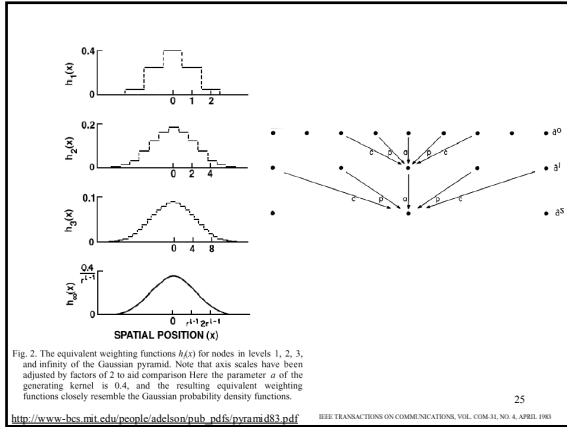 0.4
h₁(x)
0
0 1 2
0.2
h₂(x)
0
0 2 4
0.1
h₃(x)
0
0 4 8
0.4
h∞(x)
0
SPATIAL POSITION (x)
c b a b c
c b a b c
Fig. 2. The equivalent weighting functions hₗ(x) for nodes in levels 1, 2, 3,
and infinity of the Gaussian pyramid. Note that axis scales have been
adjusted by factors of 2 to aid comparison Here the parameter a of the
generating kernel is 0.4, and the resulting equivalent weighting
functions closely resemble the Gaussian probability density functions.
25
http://www-bcs.mit.edu/people/adelson/pub_pdfs/pyramid83.pdf
IEEE TRANSACTIONS ON COMMUNICATIONS, VOL. COM-31, NO. 4, APRIL 1983